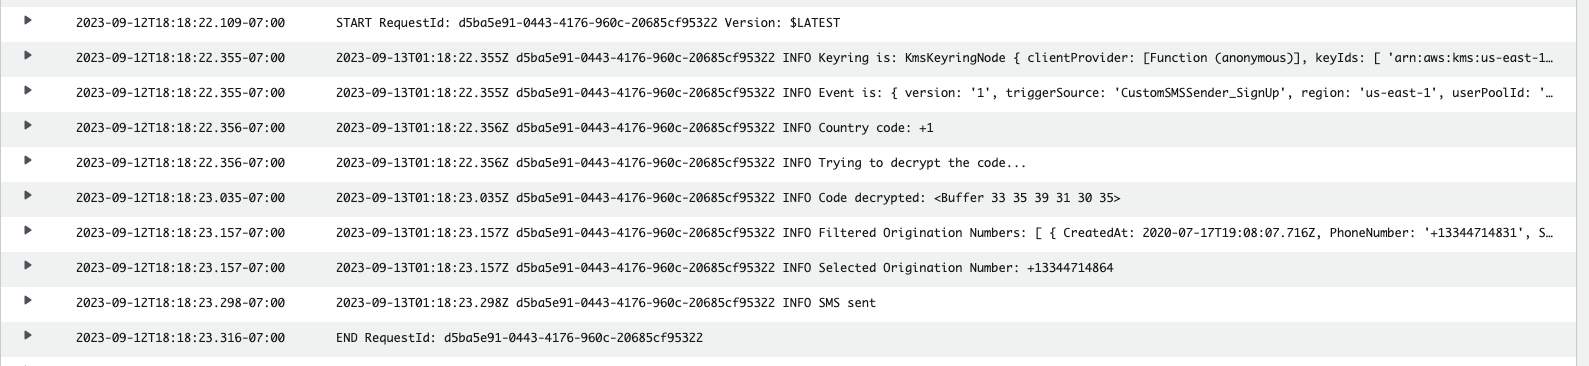 2023-09-12T18:18:22.109-07:00 START RequestId: d5ba5e91-0443-4176-960c-20685cf95322 Version: $LATEST
2023-09-12T18:18:22.355-07:00 2023-09-13T01:18:22.355Z d5ba5e91-0443-4176-960c-20685cf95322 INFO Keyring is: KmsKeyringNode { clientProvider: [Function (anonymous)], keyIds: [ 'arn:aws:kms:us-east-1…
2023-09-12T18:18:22.355-07:00 2023-09-13T01:18:22.355Z d5ba5e91-0443-4176-960c-20685cf95322 INFO Event is: { version: '1', triggerSource: 'CustomSMSSender_SignUp', region: 'us-east-1', userPoolId: '…
2023-09-12T18:18:22.356-07:00 2023-09-13T01:18:22.356Z d5ba5e91-0443-4176-960c-20685cf95322 INFO Country code: +1
2023-09-12T18:18:22.356-07:00 2023-09-13T01:18:22.356Z d5ba5e91-0443-4176-960c-20685cf95322 INFO Trying to decrypt the code...
2023-09-12T18:18:23.035-07:00 2023-09-13T01:18:23.035Z d5ba5e91-0443-4176-960c-20685cf95322 INFO Code decrypted: <Buffer 33 35 39 31 30 35>
2023-09-12T18:18:23.157-07:00 2023-09-13T01:18:23.157Z d5ba5e91-0443-4176-960c-20685cf95322 INFO Filtered Origination Numbers: [ { CreatedAt: 2020-07-17T19:08:07.716Z, PhoneNumber: '+13344714831', S…
2023-09-12T18:18:23.157-07:00 2023-09-13T01:18:23.157Z d5ba5e91-0443-4176-960c-20685cf95322 INFO Selected Origination Number: +13344714864
2023-09-12T18:18:23.298-07:00 2023-09-13T01:18:23.298Z d5ba5e91-0443-4176-960c-20685cf95322 INFO SMS sent
2023-09-12T18:18:23.316-07:00 END RequestId: d5ba5e91-0443-4176-960c-20685cf95322